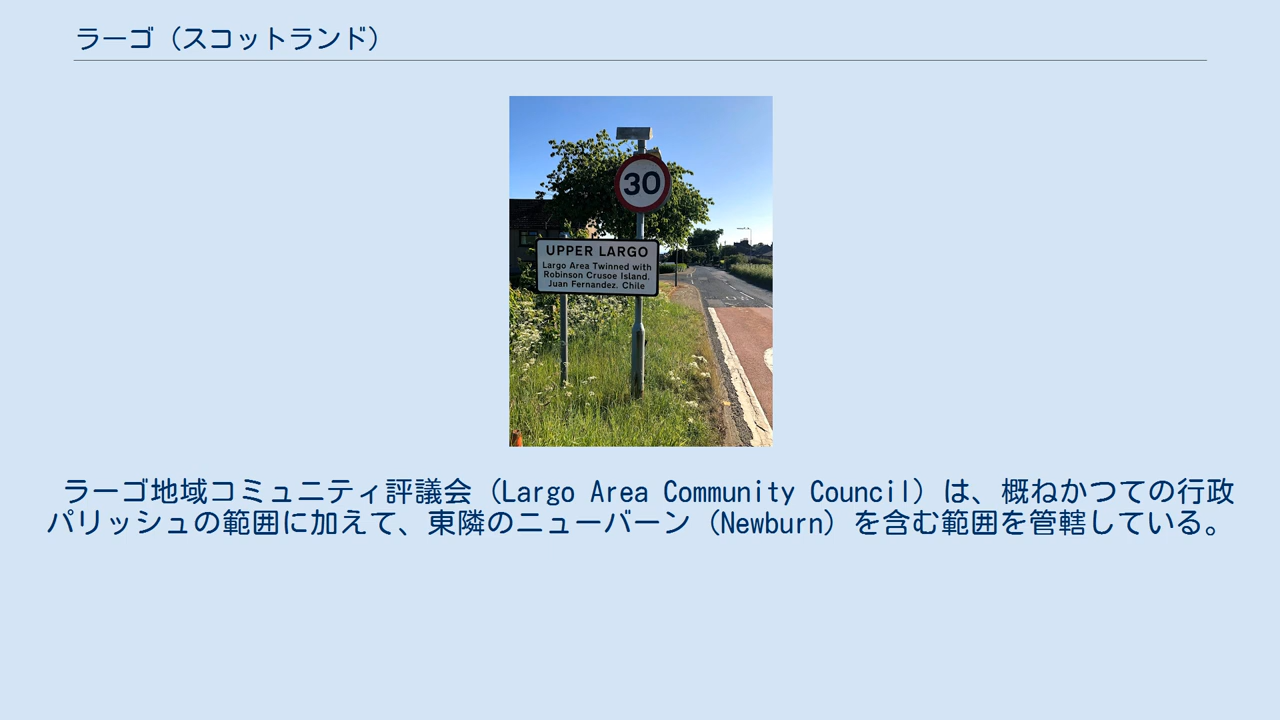 ラーゴ（スコットランド）
30
UPPER LARGO
Largo Area Twinned with
Robinson Crusoe Island.
Juan Fernandez. Chile
ラーゴ地域コミュニティ評議会（Largo Area Community Council）は、概ねかつての行政
パリッシュの範囲に加えて、東隣のニューバーン（Newburn）を含む範囲を管轄している。